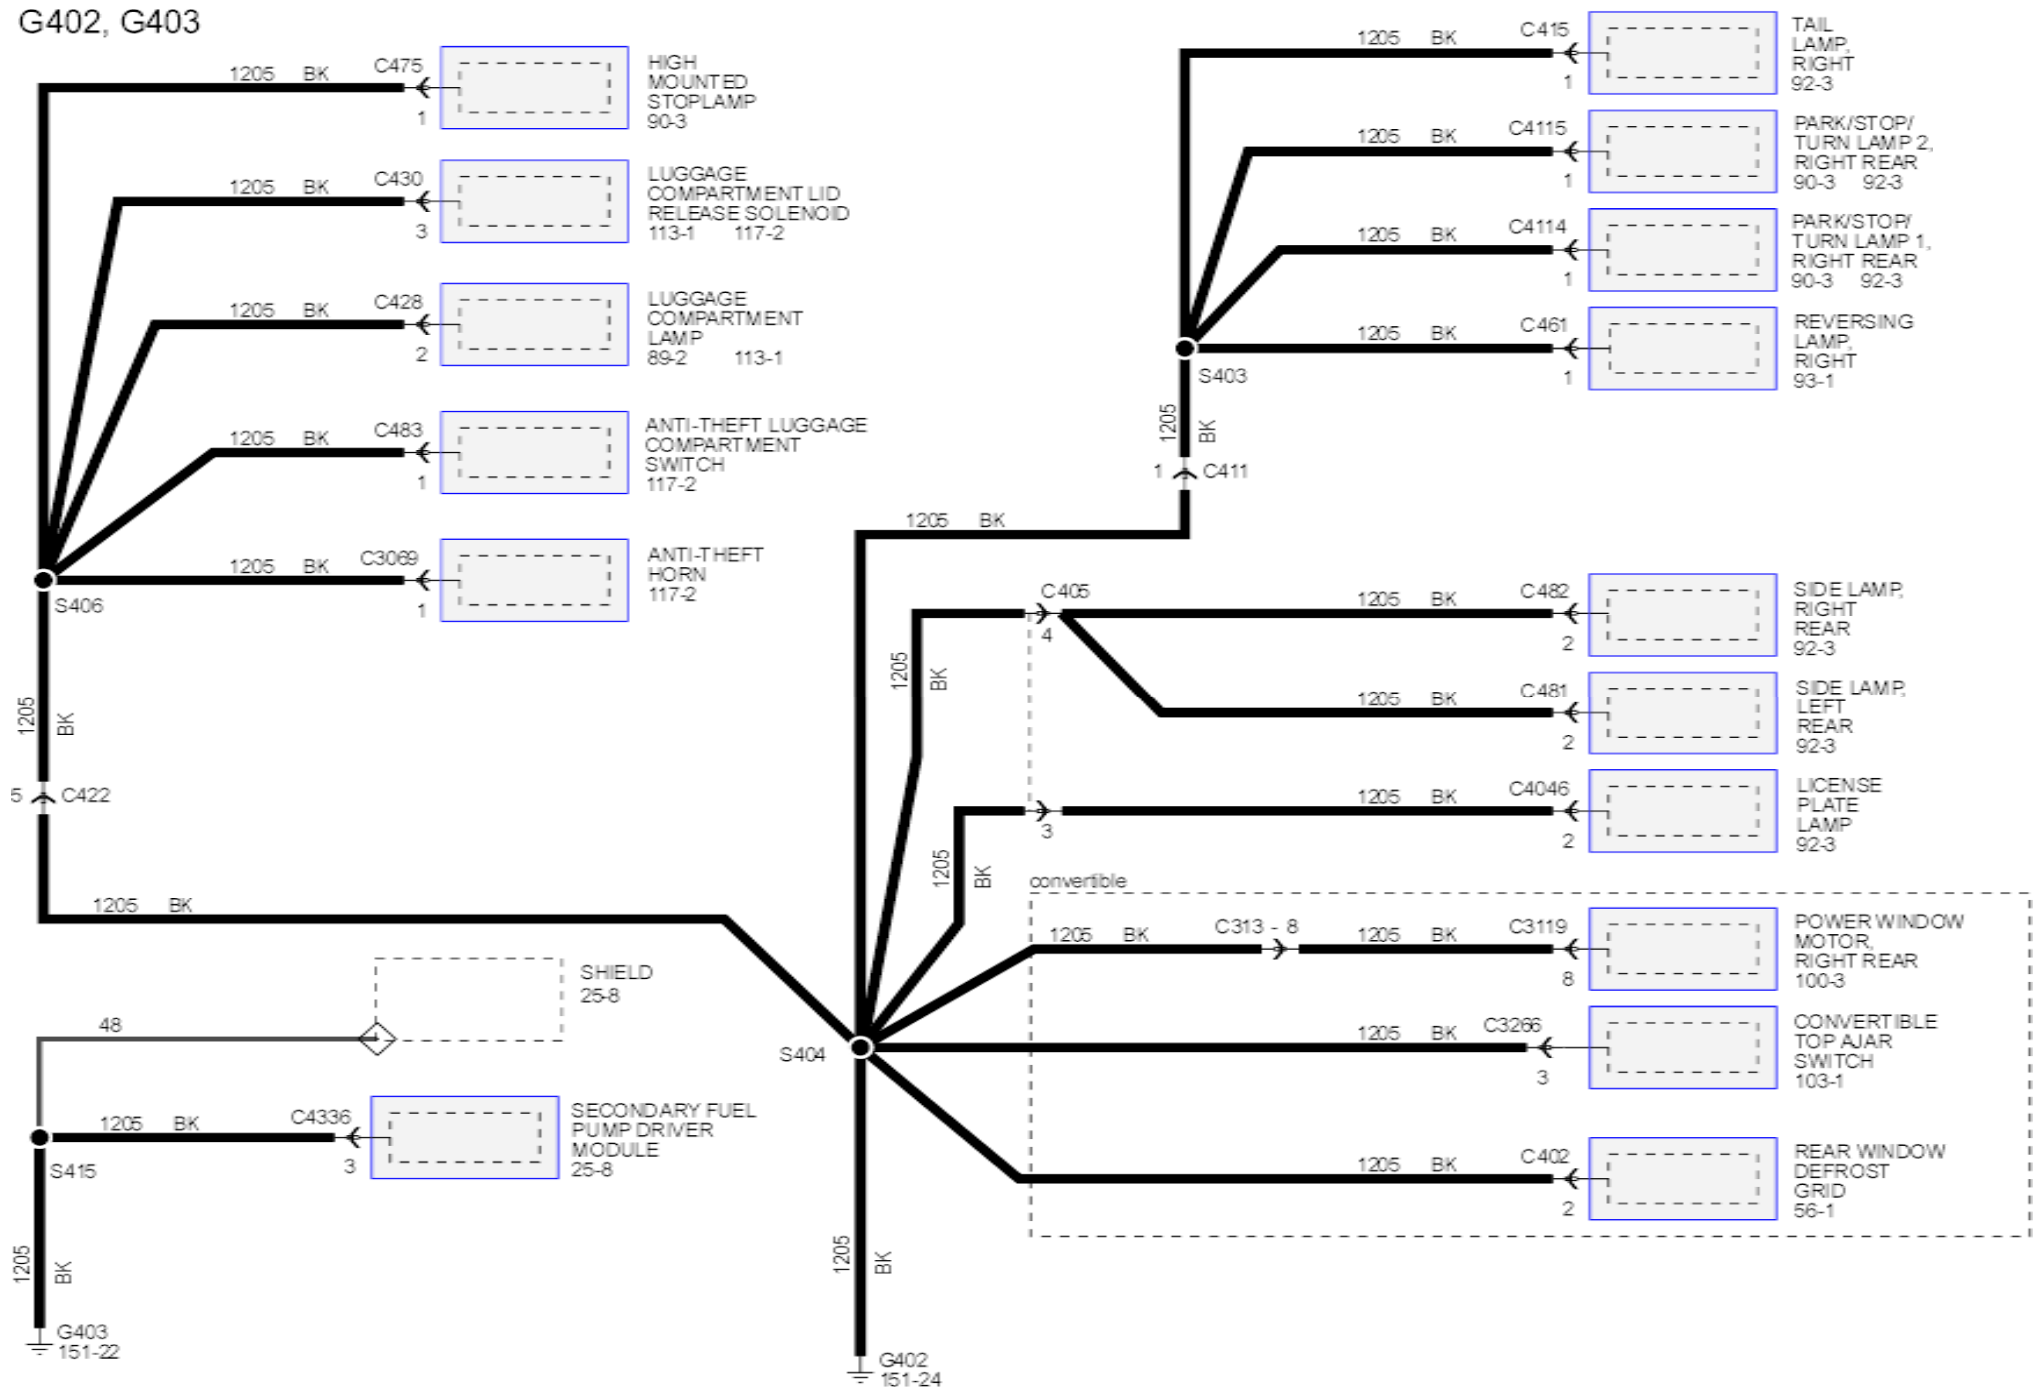 G402, G403
1205 BK C475
1
HIGH
MOUNTED
STOPLAMP
90-3
1205 BK C430
3
LUGGAGE
COMPARTMENT LID
RELEASE SOLENOID
113-1 117-2
1205 BK C428
2
LUGGAGE
COMPARTMENT
LAMP
89-2 113-1
1205 BK C483
1
ANTI-THEFT LUGGAGE
COMPARTMENT
SWITCH
117-2
1205 BK C3069
1
ANTI-THEFT
HORN
117-2
S406
1205
BK
5 C422
1205 BK
SHIELD
25-8
48
1205 BK C4336
3
SECONDARY FUEL
PUMP DRIVER
MODULE
25-8
S415
1205
BK
G403
151-22
1205 BK C415
1
TAIL
LAMP,
RIGHT
92-3
1205 BK C4115
1
PARK/STOP/
TURN LAMP 2,
RIGHT REAR
90-3 92-3
1205 BK C4114
1
PARK/STOP/
TURN LAMP 1,
RIGHT REAR
90-3 92-3
1205 BK C461
1
REVERSING
LAMP,
RIGHT
93-1
S403
1205
BK
1 C411
1205 BK
C405
4
1205
BK
1205 BK C482
2
SIDE LAMP,
RIGHT
REAR
92-3
1205 BK C481
2
SIDE LAMP,
LEFT
REAR
92-3
3
1205
BK
1205 BK C4046
2
LICENSE
PLATE
LAMP
92-3
convertible
1205 BK C313 - 8 1205 BK C3119
8
POWER WINDOW
MOTOR,
RIGHT REAR
100-3
1205 BK C3266
3
CONVERTIBLE
TOP AJAR
SWITCH
103-1
S404
1205 BK C402
2
REAR WINDOW
DEFROST
GRID
56-1
1205
BK
G402
151-24